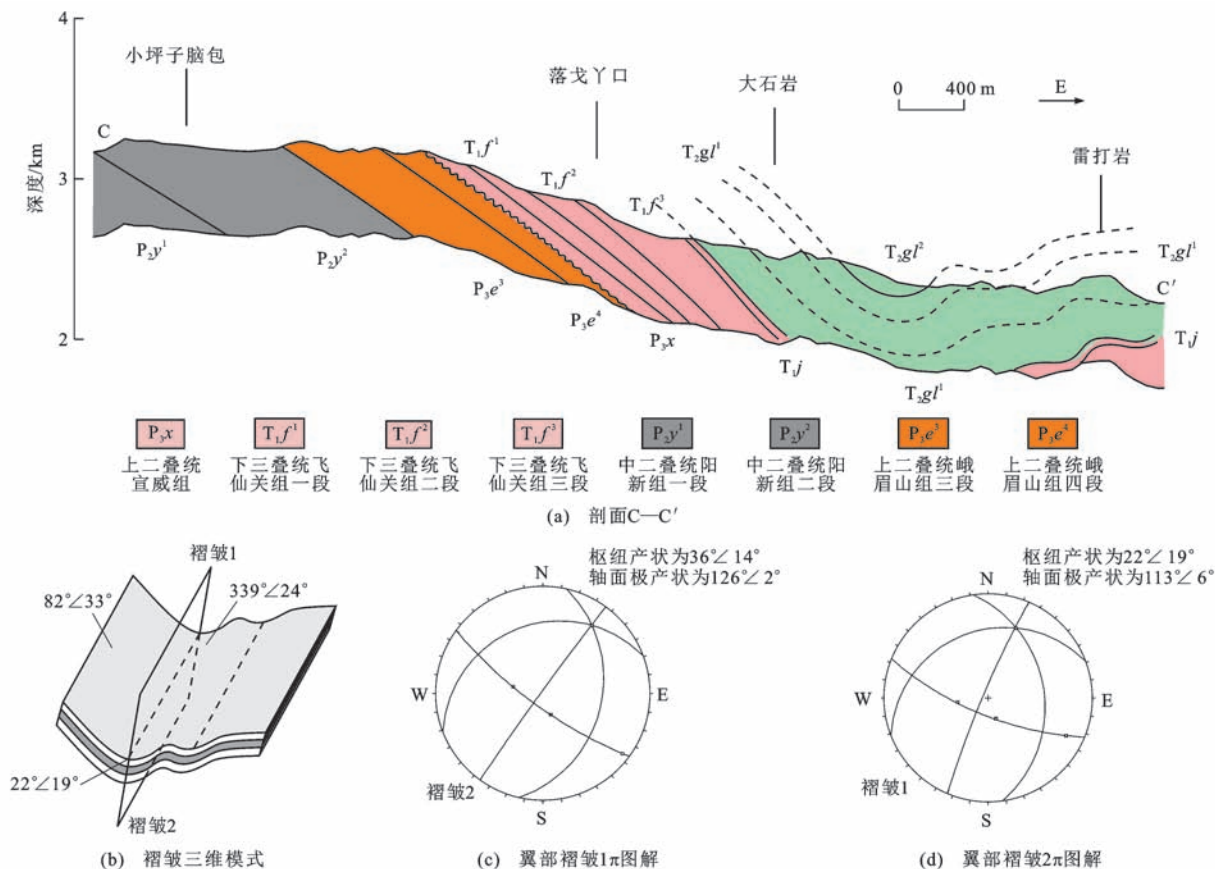 4
3
2
深度/km
小坪子脑包
落戈丫口
大石岩
雷打岩
0 400 m
E
C
C′
P₂y¹
P₂y²
P₃e³
P₃e⁴
P₃x
T₁f¹
T₁f²
T₁f³
T₁j
T₂gl¹
T₂gl²
T₂gl¹
T₂gl¹
T₁j
P₃x T₁f¹ T₁f² T₁f³ P₂y¹ P₂y² P₃e³ P₃e⁴
上二叠统 下三叠统飞 下三叠统飞 下三叠统飞 中二叠统阳 中二叠统阳 上二叠统峨 上二叠统峨
宣威组 仙关组一段 仙关组二段 仙关组三段 新组一段 新组二段 眉山组三段 眉山组四段
(a) 剖面C—C′
褶皱1
82°∠33°
339°∠24°
22°∠19°
褶皱2
(b) 褶皱三维模式
枢纽产状为36°∠14°
轴面极产状为126°∠2°
N
W
E
S
褶皱2
(c) 翼部褶皱1π图解
枢纽产状为22°∠19°
轴面极产状为113°∠6°
N
W
E
S
褶皱1
(d) 翼部褶皱2π图解